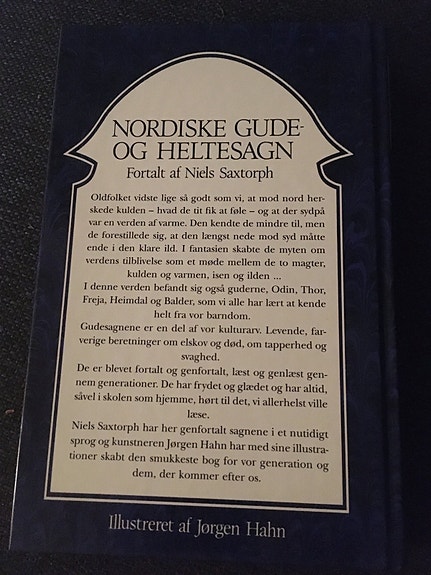 NORDISKE GUDE-
OG HELTESAGN
Fortalt af Niels Saxtorph
Oldfolket vidste lige så godt som vi, at mod nord her-
skede kulden – hvad de tit fik at føle – og at der sydpå
var en verden af varme. Den kendte de mindre til, men
de forestillede sig, at den længst nede mod syd måtte
ende i den klare ild. I fantasien skabte de myten om
verdens tilblivelse som et møde mellem de to magter,
kulden og varmen, isen og ilden ...
I denne verden befandt sig også guderne, Odin, Thor,
Freja, Heimdal og Balder, som vi alle har lært at kende
helt fra vor barndom.
Gudesagnene er en del af vor kulturarv. Levende, far-
verige beretninger om elskov og død, om tapperhed og
svaghed.
De er blevet fortalt og genfortalt, læst og genlæst gen-
nem generationer. De har frydet og glædet og har altid,
såvel i skolen som hjemme, hørt til det, vi allerhelst ville
læse.
Niels Saxtorph har her genfortalt sagnene i et nutidigt
sprog og kunstneren Jørgen Hahn har med sine illustra-
tioner skabt den smukkeste bog for vor generation og
dem, der kommer efter os.
Illustreret af Jørgen Hahn